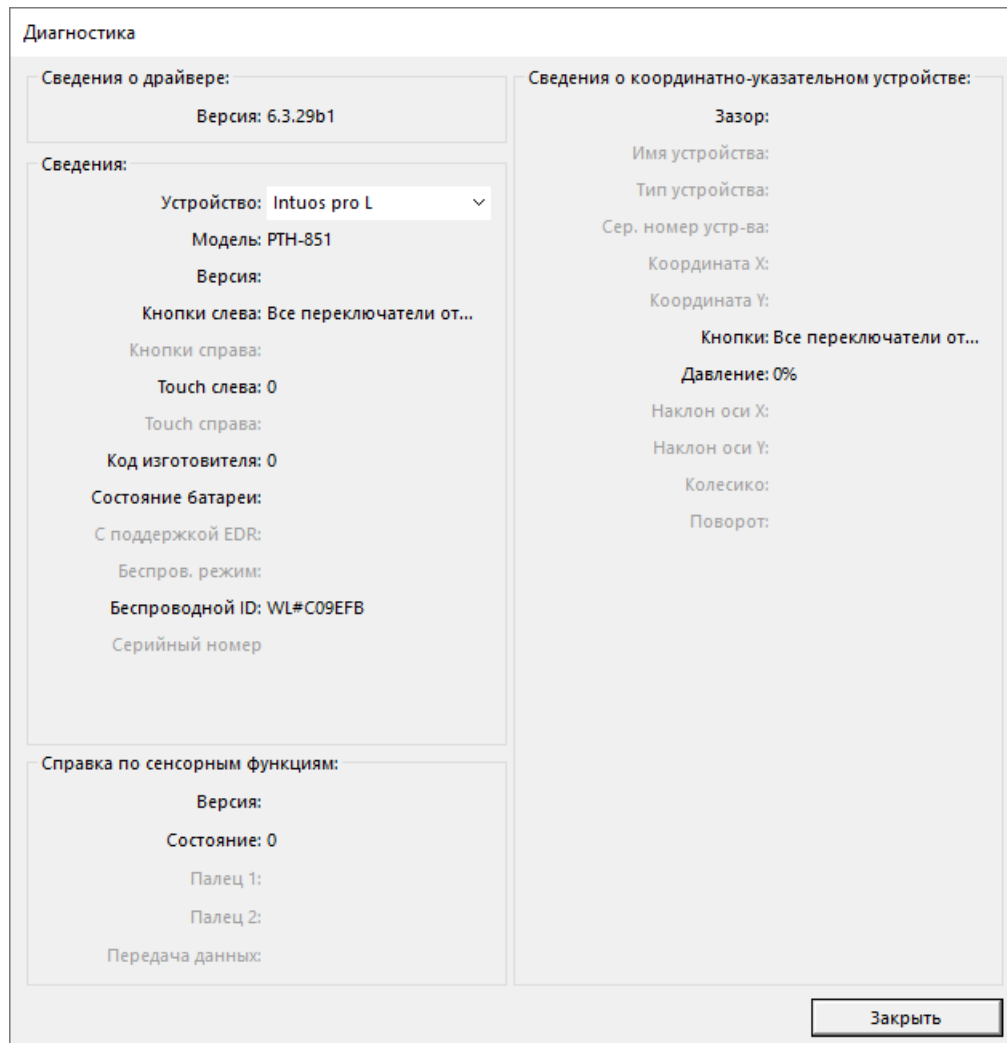 Диагностика
Сведения о драйвере:
Версия: 6.3.29b1
Сведения:
Устройство: Intuos pro L
Модель: PTH-851
Версия:
Кнопки слева: Все переключатели от...
Кнопки справа:
Touch слева: 0
Touch справа:
Код изготовителя: 0
Состояние батареи:
С поддержкой EDR:
Беспров. режим:
Беспроводной ID: WL#C09EFB
Серийный номер
Справка по сенсорным функциям:
Версия:
Состояние: 0
Палец 1:
Палец 2:
Передача данных:
Сведения о координатно-указательном устройстве:
Зазор:
Имя устройства:
Тип устройства:
Сер. номер устр-ва:
Координата X:
Координата Y:
Кнопки: Все переключатели от...
Давление: 0%
Наклон оси X:
Наклон оси Y:
Колесико:
Поворот:
Закрыть